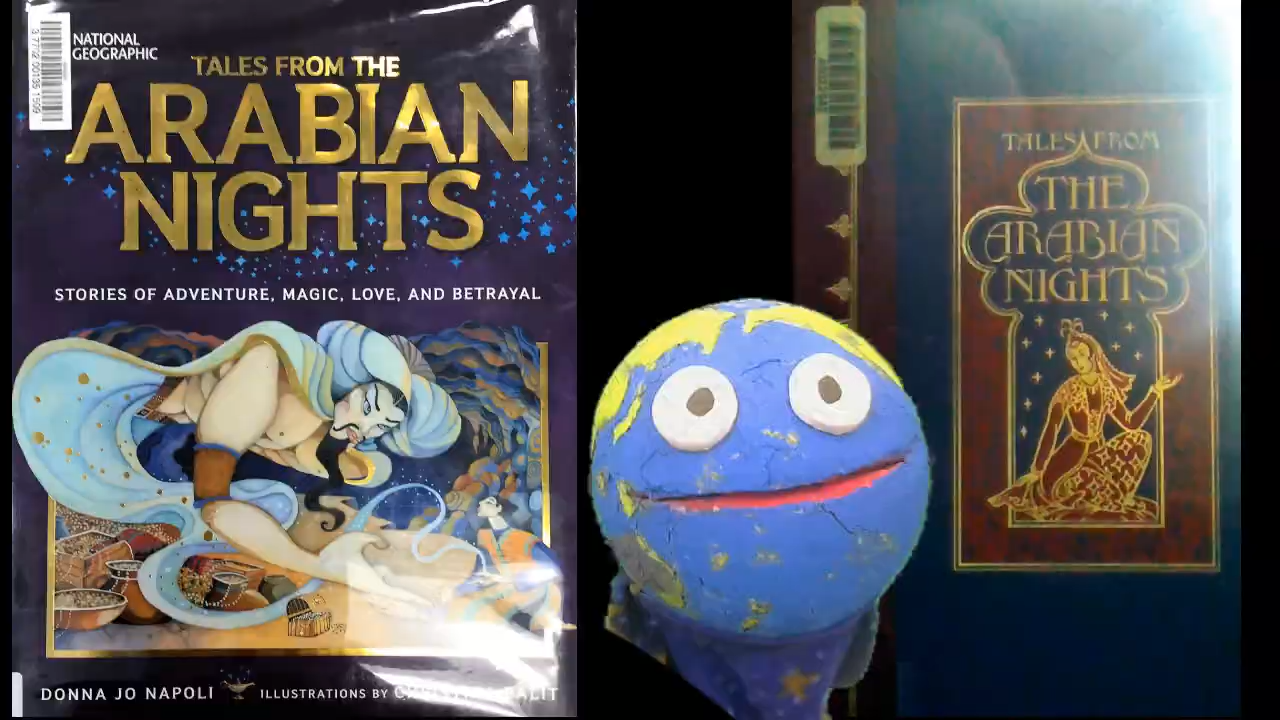 NATIONAL
GEOGRAPHIC
TALES FROM THE
ARABIAN
NIGHTS
STORIES OF ADVENTURE, MAGIC, LOVE, AND BETRAYAL
DONNA JO NAPOLI
ILLUSTRATIONS BY
TALES FROM
THE
ARABIAN
NIGHTS